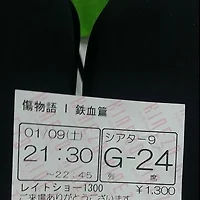 傷物語Ⅰ鉄血篇
01/09(土)
シアター9
21:30
G-24
~22:45
列 席
レイトショー1300
¥1,300
ご来場ありがとうございます